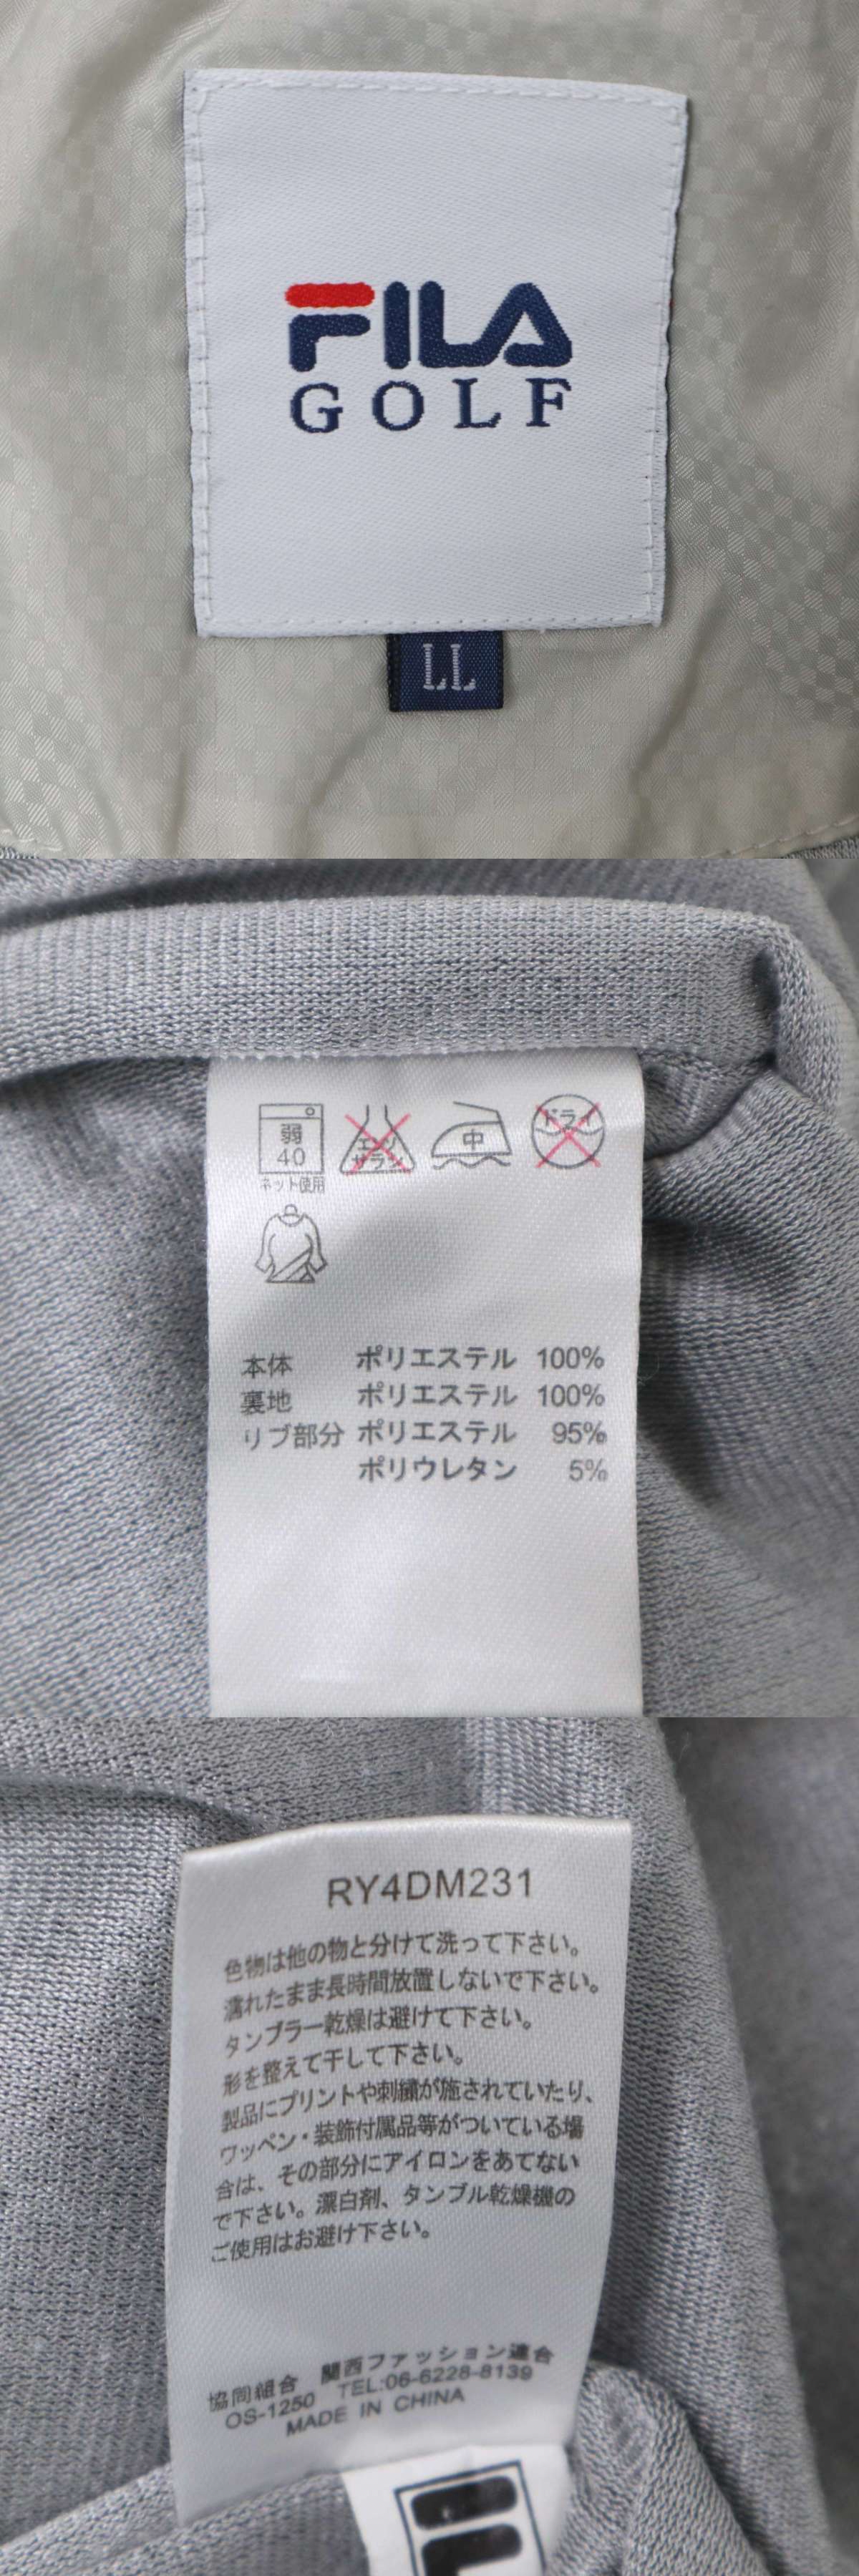 FILA
GOLF
LL
弱
40
ネット使用
エンソ
サラシ
中
ドライ
本体 ポリエステル 100%
裏地 ポリエステル 100%
リブ部分 ポリエステル 95%
ポリウレタン 5%
RY4DM231
色物は他の物と分けて洗って下さい。
濡れたまま長時間放置しないで下さい。
タンブラー乾燥は避けて下さい。
形を整えて干して下さい。
製品にプリントや刺繍が施されていたり、
ワッペン・装飾付属品等がついている場
合は、その部分にアイロンをあてない
で下さい。漂白剤、タンブル乾燥機の
ご使用はお避け下さい。
協同組合 関西ファッション連合
OS-1250 TEL:06-6228-8139
MADE IN CHINA